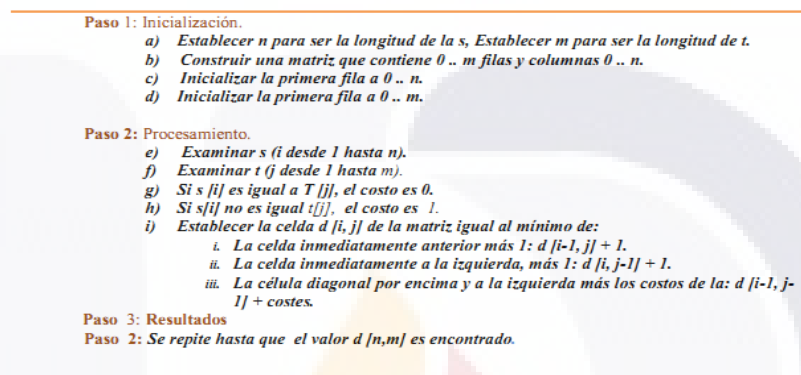 Paso 1: Inicialización.
a) Establecer n para ser la longitud de la s, Establecer m para ser la longitud de t.
b) Construir una matriz que contiene 0 .. m filas y columnas 0 .. n.
c) Inicializar la primera fila a 0 .. n.
d) Inicializar la primera fila a 0 .. m.
Paso 2: Procesamiento.
e) Examinar s (i desde 1 hasta n).
f) Examinar t (j desde 1 hasta m).
g) Si s [i] es igual a T [j], el costo es 0.
h) Si s[i] no es igual t[j], el costo es 1.
i) Establecer la celda d [i, j] de la matriz igual al mínimo de:
i. La celda inmediatamente anterior más 1: d [i-1, j] + 1.
ii. La celda inmediatamente a la izquierda, más 1: d [i, j-1] + 1.
iii. La célula diagonal por encima y a la izquierda más los costos de la: d [i-1, j-
1] + costes.
Paso 3: Resultados
Paso 2: Se repite hasta que el valor d [n,m] es encontrado.